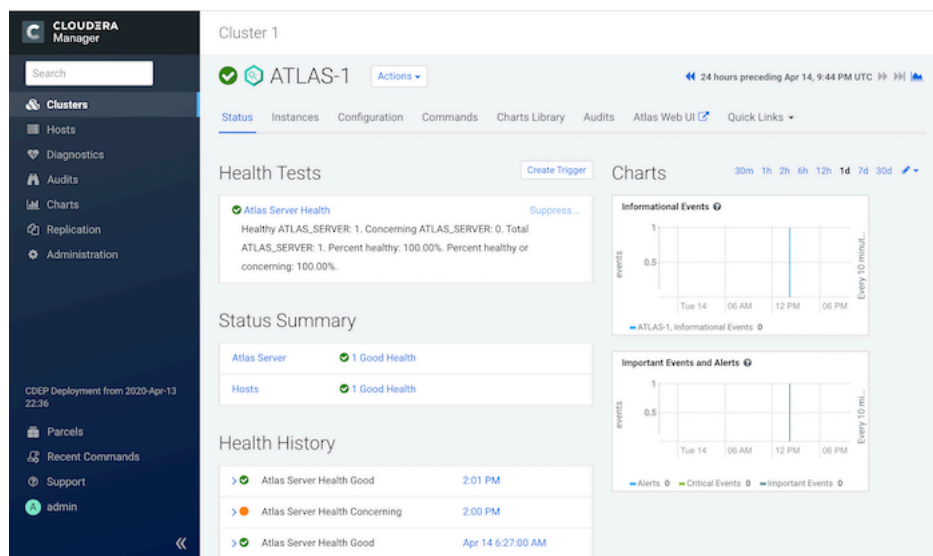 CLOUDERA
Manager
Search
Clusters
Hosts
Diagnostics
Audits
Charts
Replication
Administration
CDEP Deployment from 2020-Apr-13
22:36
Parcels
Recent Commands
Support
A admin
Cluster 1
ATLAS-1 Actions
24 hours preceding Apr 14, 9:44 PM UTC
Status Instances Configuration Commands Charts Library Audits Atlas Web UI Quick Links
Health Tests Create Trigger
Atlas Server Health Suppress...
Healthy ATLAS_SERVER: 1. Concerning ATLAS_SERVER: 0. Total
ATLAS_SERVER: 1. Percent healthy: 100.00%. Percent healthy or
concerning: 100.00%.
Status Summary
Atlas Server 1 Good Health
Hosts 1 Good Health
Health History
Atlas Server Health Good 2:01 PM
Atlas Server Health Concerning 2:00 PM
Atlas Server Health Good Apr 14 6:27:00 AM
Charts 30m 1h 2h 6h 12h 1d 7d 30d
Informational Events
events
1
0.5
Tue 14 06 AM 12 PM 06 PM
Every 10 minut...
ATLAS-1, Informational Events 0
Important Events and Alerts
events
1
0.5
Tue 14 06 AM 12 PM 06 PM
Every 10 mi...
Alerts 0 Critical Events 0 Important Events 0